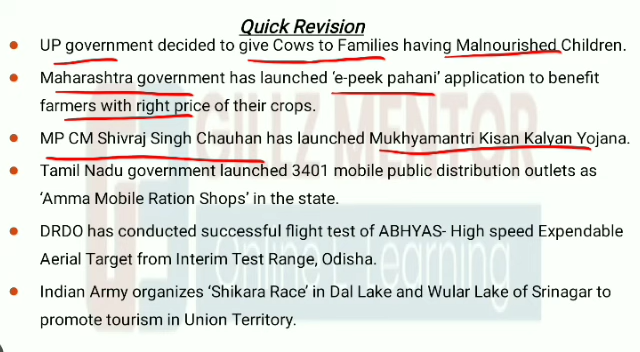 Quick Revision
UP government decided to give Cows to Families having Malnourished Children.
Maharashtra government has launched ‘e-peek pahani’ application to benefit
farmers with right price of their crops.
MP CM Shivraj Singh Chauhan has launched Mukhyamantri Kisan Kalyan Yojana.
Tamil Nadu government launched 3401 mobile public distribution outlets as
‘Amma Mobile Ration Shops’ in the state.
DRDO has conducted successful flight test of ABHYAS- High speed Expendable
Aerial Target from Interim Test Range, Odisha.
Indian Army organizes ‘Shikara Race’ in Dal Lake and Wular Lake of Srinagar to
promote tourism in Union Territory.
GILLZ MENTOR
Online Learning